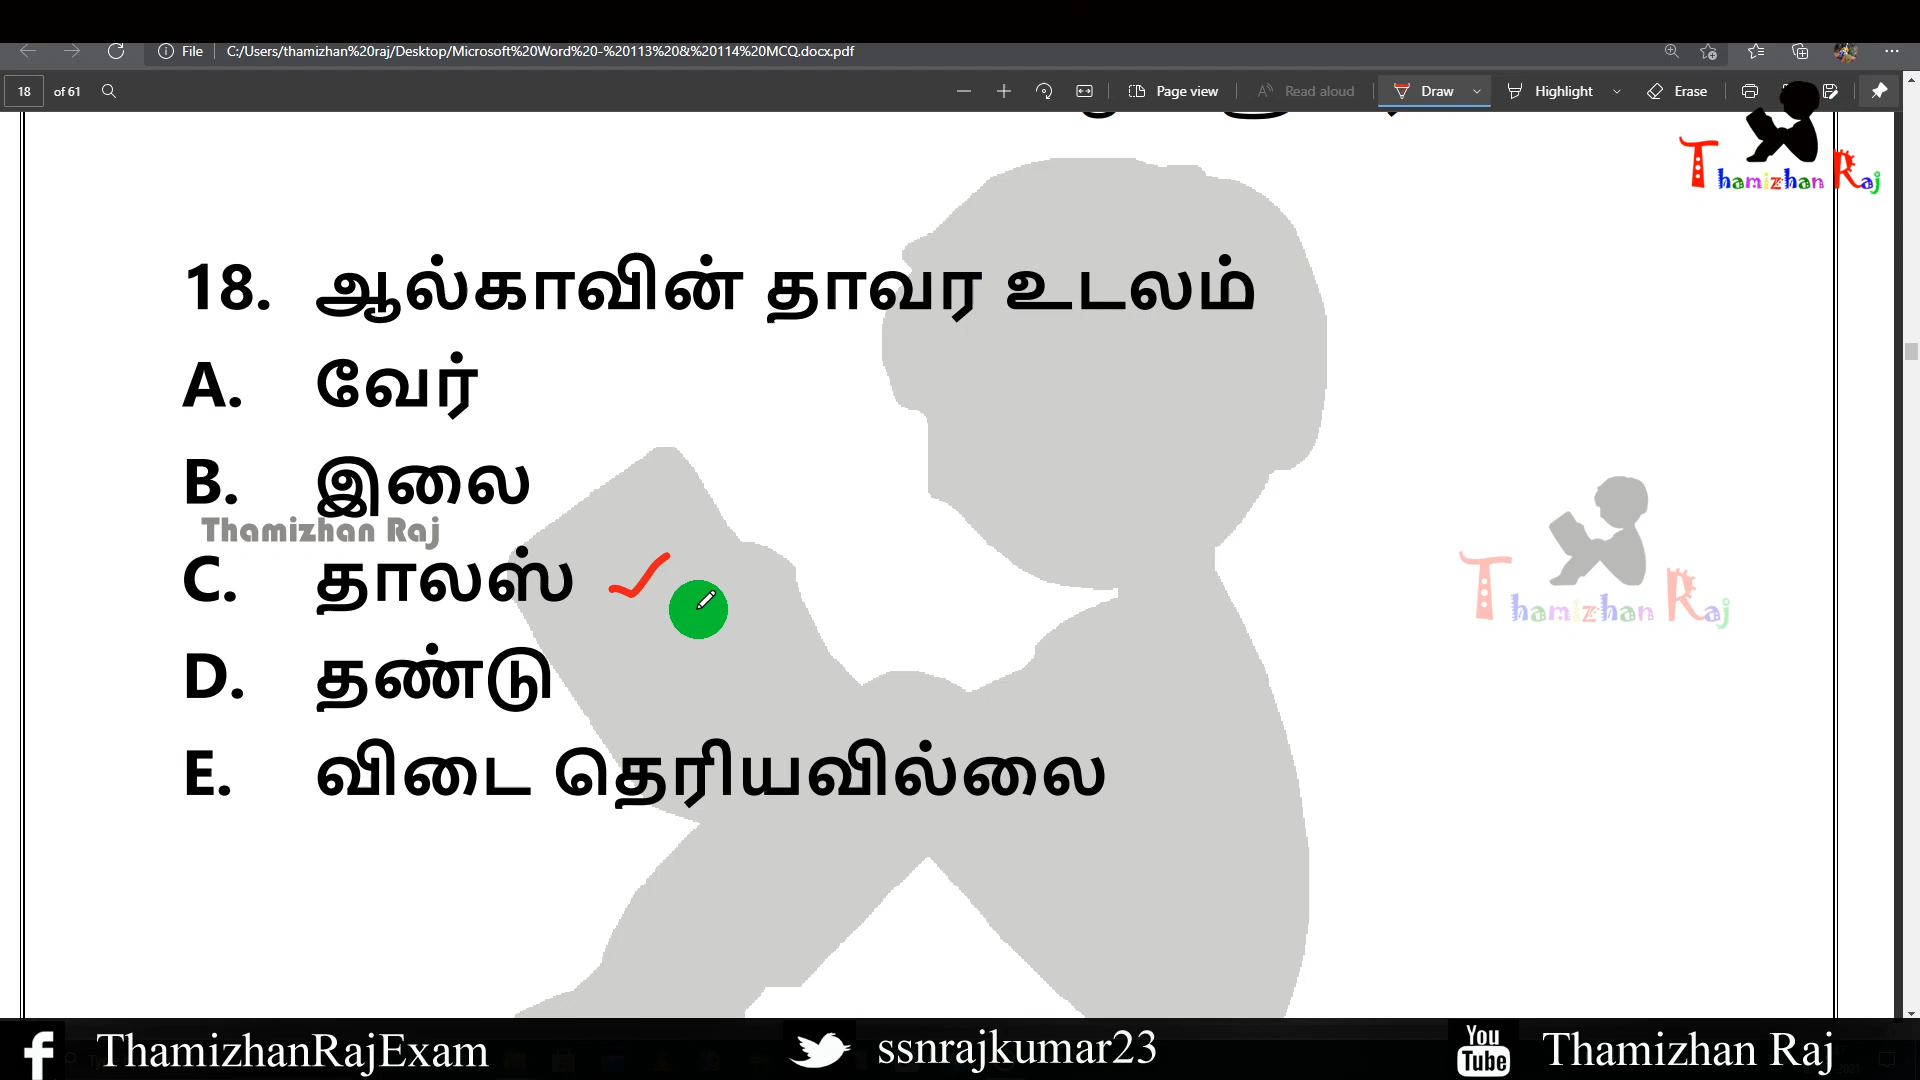 File
C:/Users/thamizhan%20raj/Desktop/Microsoft%20Word%20-%20113%20&%20114%20MCQ.docx.pdf
18 of 61
Page view
Read aloud
Draw
Highlight
Erase
Thamizhan Raj
18. ஆல்காவின் தாவர உடலம்
A. வேர்
B. இலை
Thamizhan Raj
C. தாலஸ்
Thamizhan Raj
D. தண்டு
E. விடை தெரியவில்லை
ThamizhanRajExam
ssnrajkumar23
You Tube
Thamizhan Raj